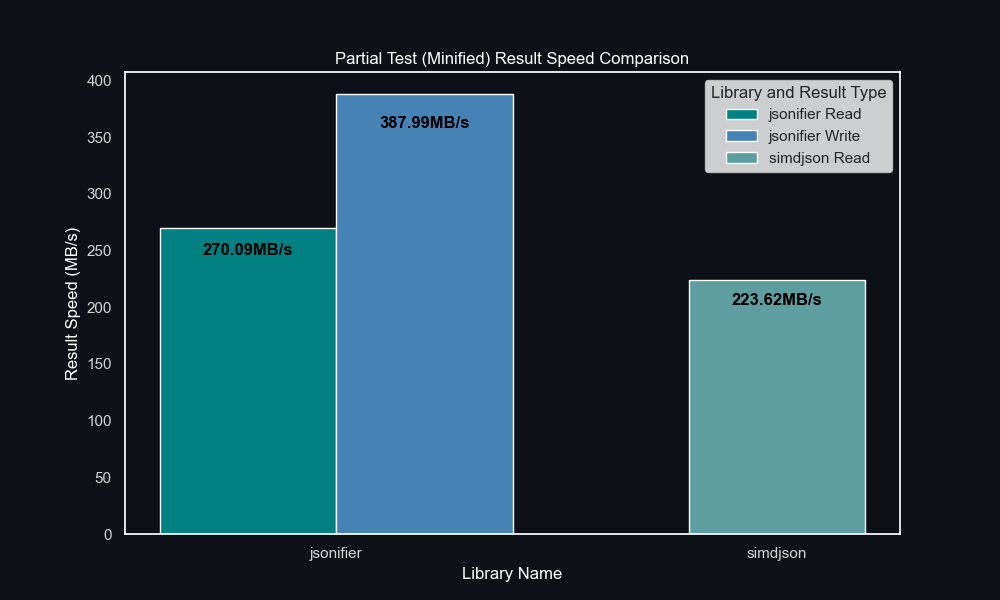 Partial Test (Minified) Result Speed Comparison
Result Speed (MB/s)
400
350
300
250
200
150
100
50
0
387.99MB/s
270.09MB/s
223.62MB/s
Library and Result Type
jsonifier Read
jsonifier Write
simdjson Read
jsonifier
simdjson
Library Name